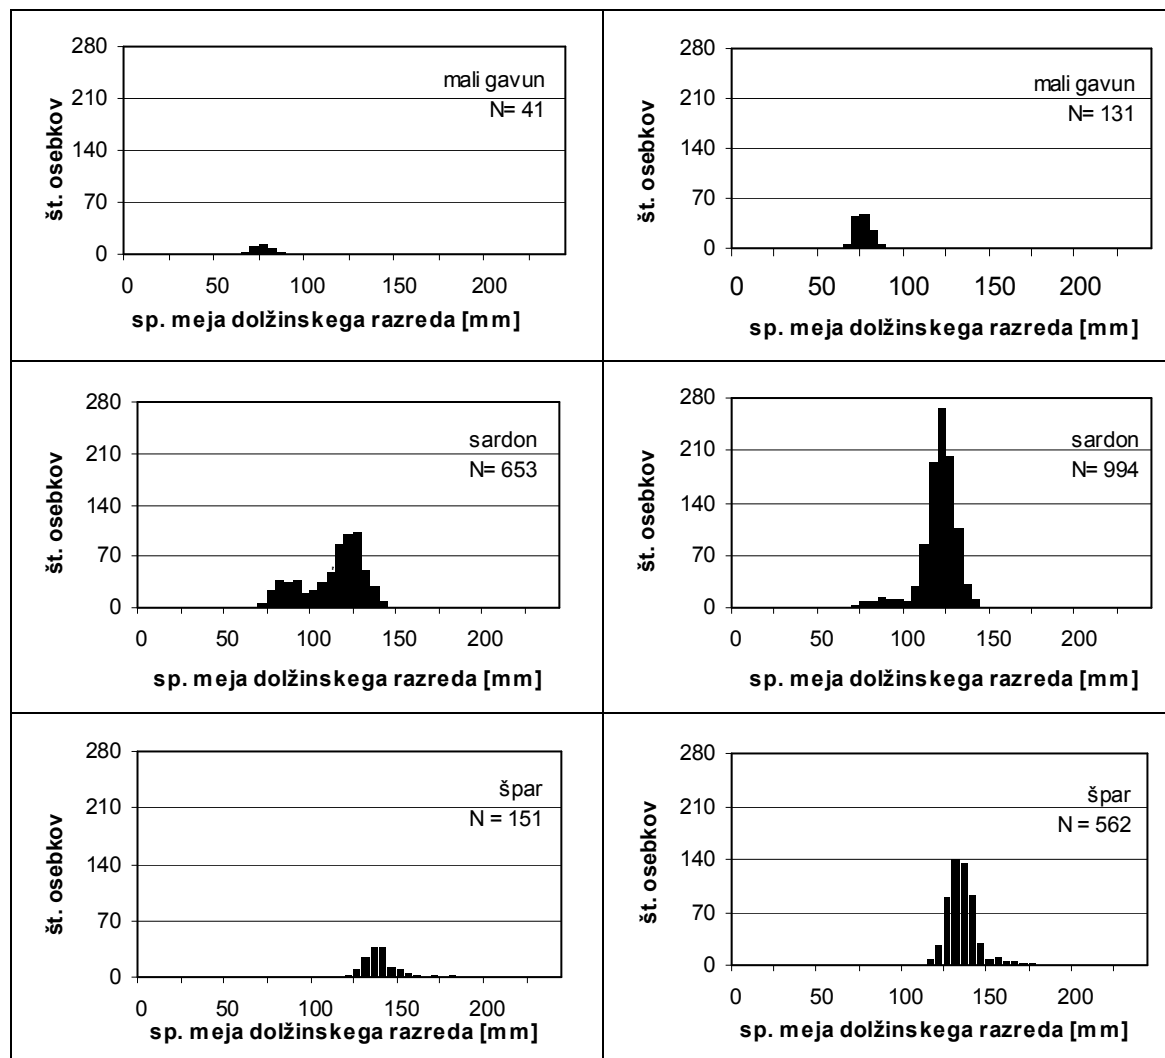 280
210
140
70
0
št. osebkov
mali gavun
N= 41
0 50 100 150 200
sp. meja dolžinskega razreda [mm]
280
210
140
70
0
št. osebkov
mali gavun
N= 131
0 50 100 150 200
sp. meja dolžinskega razreda [mm]
280
210
140
70
0
št. osebkov
sardon
N= 653
0 50 100 150 200
sp. meja dolžinskega razreda [mm]
280
210
140
70
0
št. osebkov
sardon
N= 994
0 50 100 150 200
sp. meja dolžinskega razreda [mm]
280
210
140
70
0
št. osebkov
špar
N = 151
0 50 100 150 200
sp. meja dolžinskega razreda [mm]
280
210
140
70
0
št. osebkov
špar
N = 562
0 50 100 150 200
sp. meja dolžinskega razreda [mm]